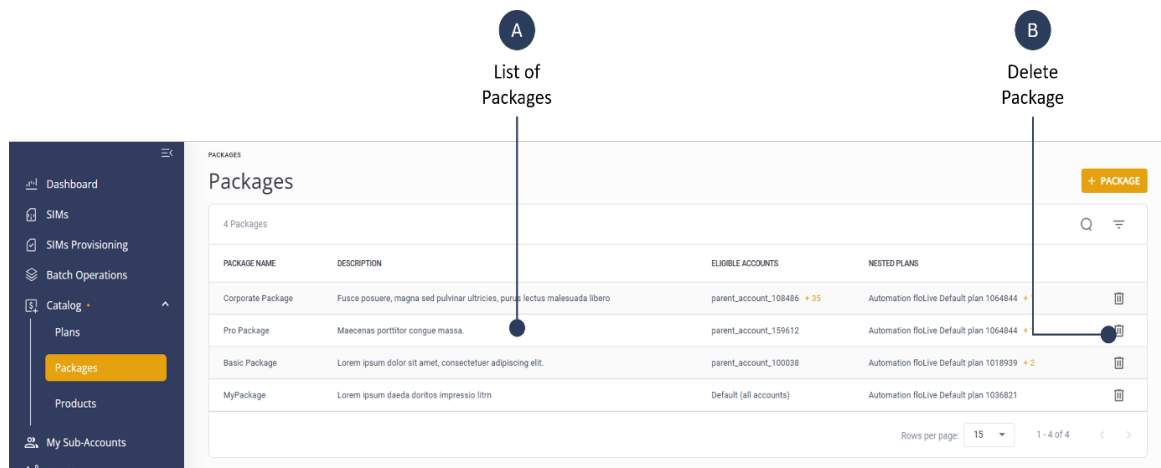 A
B
List of
Packages
Delete
Package
PACKAGES
Packages
+ PACKAGE
Dashboard
SIMs
SIMs Provisioning
Batch Operations
Catalog
Plans
Packages
Products
My Sub-Accounts
4 Packages
PACKAGE NAME DESCRIPTION ELIGIBLE ACCOUNTS NESTED PLANS
Corporate Package Fusce posuere, magna sed pulvinar ultricies, purus lectus malesuada libero parent_account_108486 + 35 Automation floLive Default plan 1064844 +
Pro Package Maecenas porttitor congue massa. parent_account_159612 Automation floLive Default plan 1064844 +
Basic Package Lorem ipsum dolor sit amet, consectetuer adipiscing elit. parent_account_100038 Automation floLive Default plan 1018939 + 2
MyPackage Lorem ipsum daeda doritos impressio litrn Default (all accounts) Automation floLive Default plan 1036821
Rows per page: 15 1 - 4 of 4